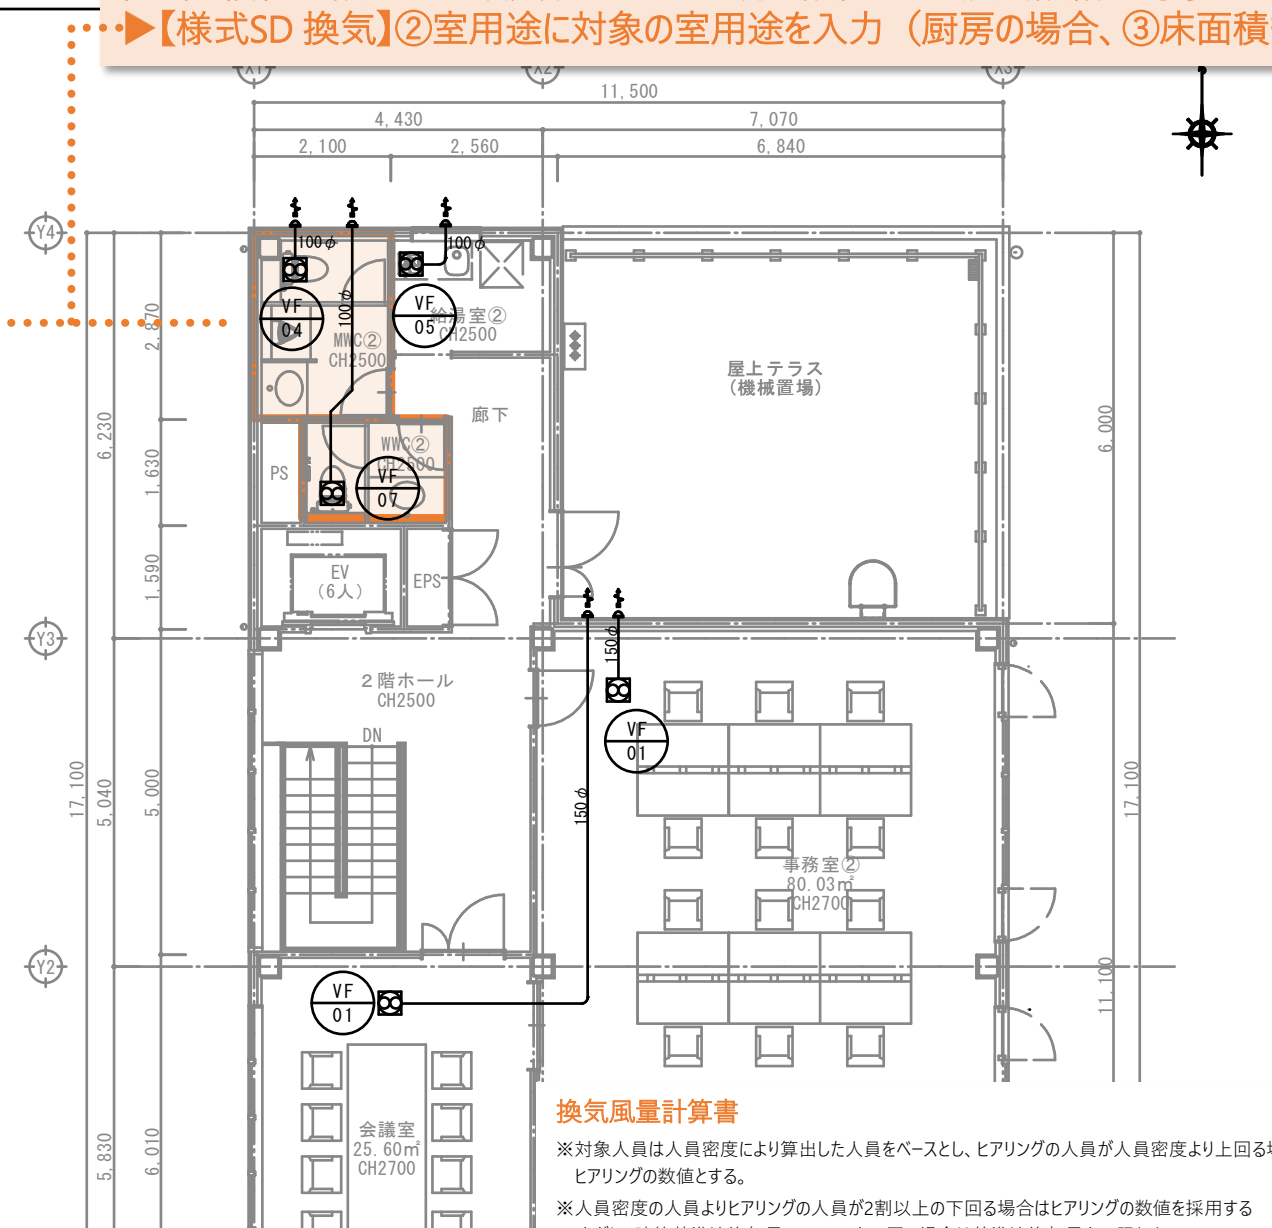 ▶【様式SD 換気】②室用途に対象の室用途を入力（厨房の場合、③床面積
X1
X2
X3
11,500
4,430
7,070
2,100
2,560
6,840
Y4
100φ
100φ
100φ
VF
04
VF
05
給湯室②
CH2500
MWC②
CH2500
屋上テラス
(機械置場)
廊下
2,870
6,230
6,000
WWC②
CH2500
VF
07
PS
1,630
EV
(6人)
EPS
1,590
Y3
150φ
２階ホール
CH2500
VF
01
DN
17,100
5,040
5,000
150φ
17,100
事務室②
80.03㎡
CH2700
Y2
VF
01
11,100
会議室
25.60㎡
CH2700
5,830
6,010
換気風量計算書
※対象人員は人員密度により算出した人員をベースとし、ヒアリングの人員が人員密度より上回る
ヒアリングの数値とする。
※人員密度の人員よりヒアリングの人員が2割以上の下回る場合はヒアリングの数値を採用する